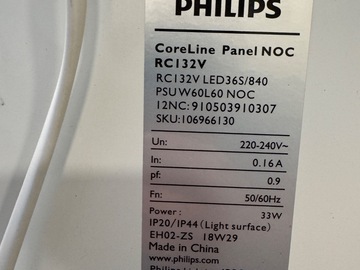 PHILIPS
CoreLine Panel NOC
RC132V
RC132V LED36S/840
PSU W60L60 NOC
12NC: 910503910307
SKU:106966130
Un: 220-240V~
In: 0.16A
pf: 0.9
Fn: 50/60Hz
Power: 33W
IP20/IP44 (Light surface)
EH02-ZS 18W29
Made in China
www.philips.com